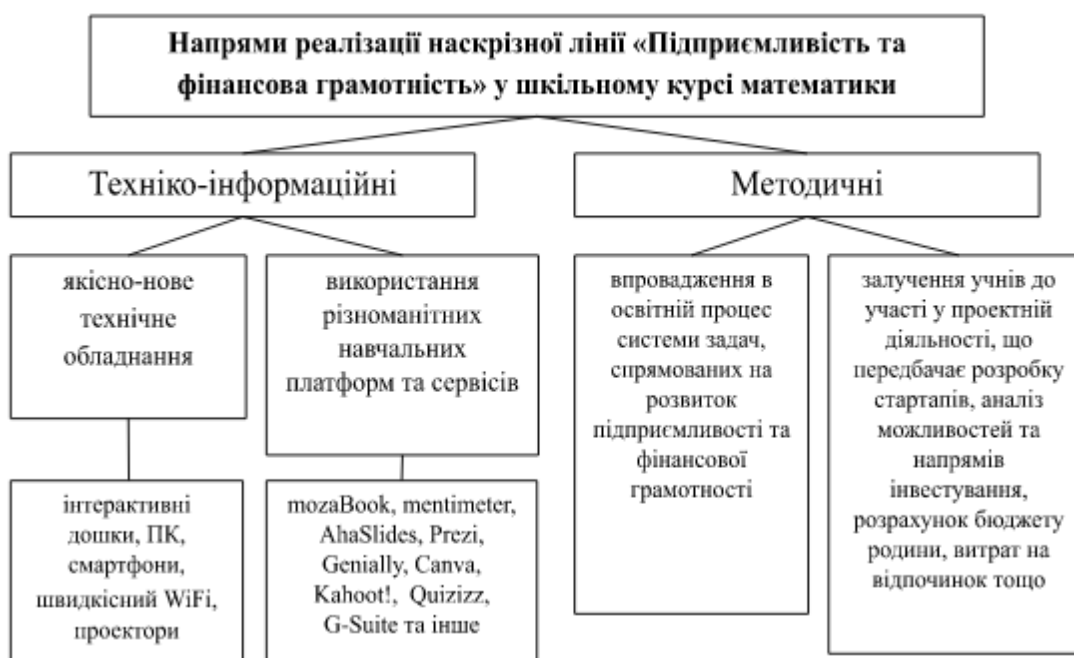 Напрями реалізації наскрізної лінії «Підприємливість та
фінансова грамотність» у шкільному курсі математики
Техніко-інформаційні
Методичні
якісно-нове
технічне
обладнання
використання
різноманітних
навчальних
платформ та сервісів
впровадження в
освітній процес
системи задач,
спрямованих на
розвиток
підприємливості та
фінансової
грамотності
залучення учнів до
участі у проектній
діяльності, що
передбачає розробку
стартапів, аналіз
можливостей та
напрямів
інвестування,
розрахунок бюджету
родини, витрат на
відпочинок тощо
інтерактивні
дошки, ПК,
смартфони,
швидкісний WiFi,
проектори
mozaBook, mentimeter,
AhaSlides, Prezi,
Genially, Canva,
Kahoot!, Quizizz,
G-Suite та інше